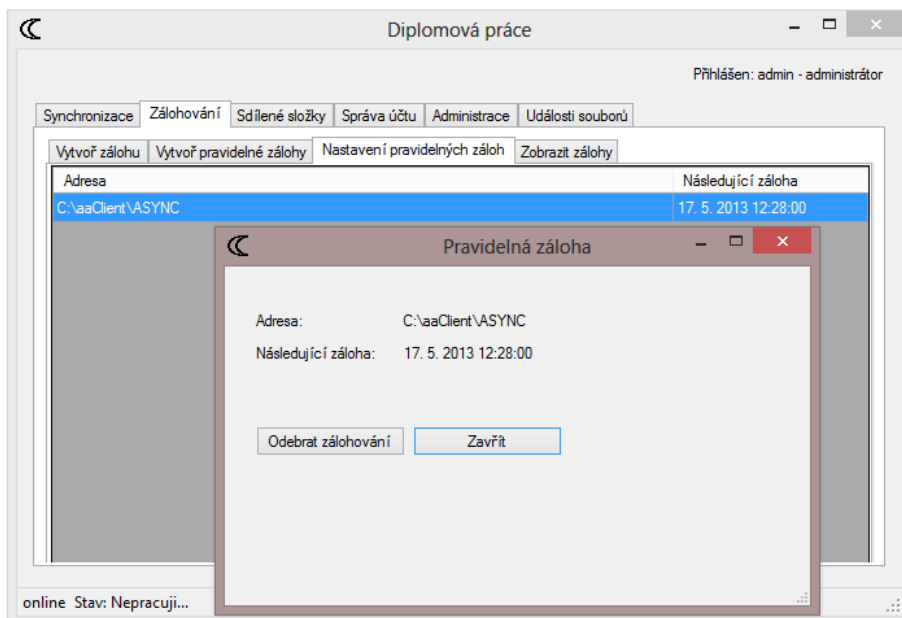 Diplomová práce
Přihlášen: admin - administrátor
Synchronizace Zálohování Sdílené složky Správa účtu Administrace Události souborů
Vytvoř zálohu Vytvoř pravidelné zálohy Nastavení pravidelných záloh Zobrazit zálohy
Adresa Následující záloha
C:\aaClient\ASYNC 17. 5. 2013 12:28:00
Pravidelná záloha
Adresa: C:\aaClient\ASYNC
Následující záloha: 17. 5. 2013 12:28:00
Odebrat zálohování Zavřít
online Stav: Nepracuji...